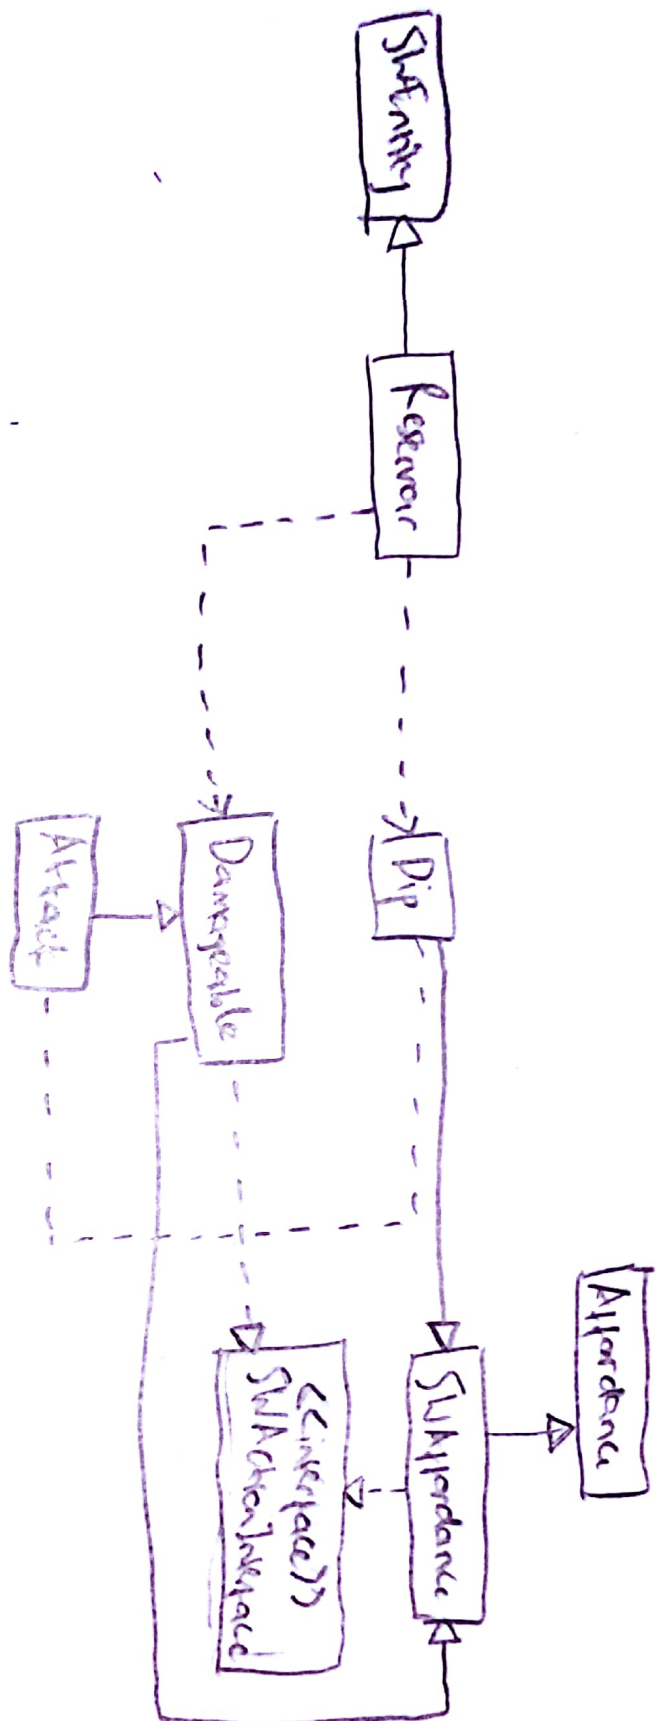 SWEntity
Reservoir
Dip
Damageable
Attack
Affordance
SWAffordance
<<interface>>
SWActionInterface